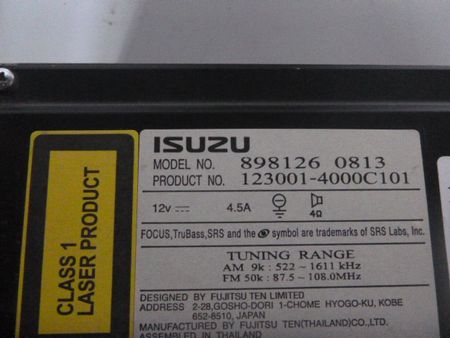 ISUZU
MODEL NO. 898126 0813
PRODUCT NO. 123001-4000C101
12v 4.5A 4Ω
FOCUS,TruBass,SRS and the symbol are trademarks of SRS Labs, Inc.
TUNING RANGE
AM 9k : 522 ~ 1611 kHz
FM 50k : 87.5 ~ 108.0MHz
DESIGNED BY FUJITSU TEN LIMITED
ADDRESS 2-28,GOSHO-DORI 1-CHOME HYOGO-KU, KOBE
652-8510, JAPAN
MANUFACTURED BY FUJITSU TEN(THAILAND)CO.,LTD.
ASSEMBLED IN THAILAND
CLASS 1
LASER PRODUCT